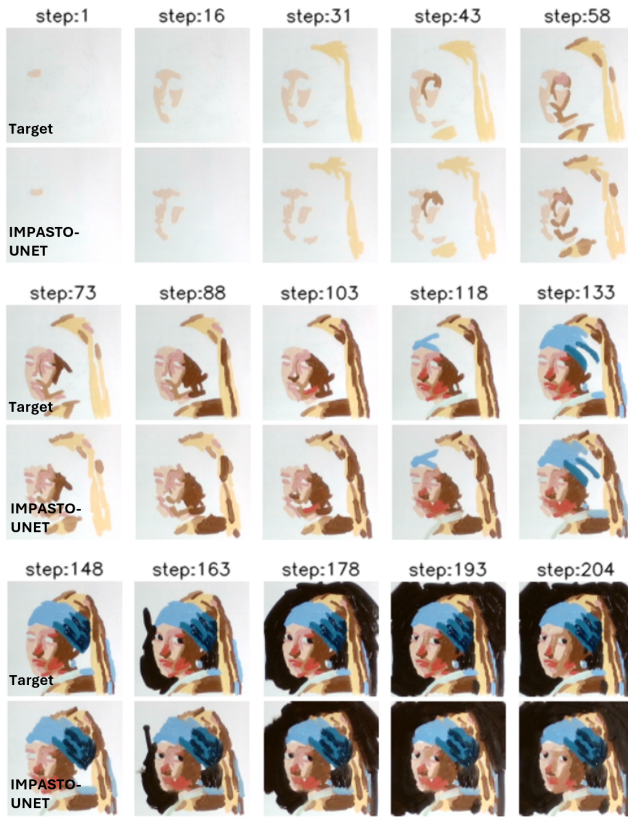 step:1 step:16 step:31 step:43 step:58
Target
IMPASTO-
UNET
step:73 step:88 step:103 step:118 step:133
Target
IMPASTO-
UNET
step:148 step:163 step:178 step:193 step:204
Target
IMPASTO-
UNET